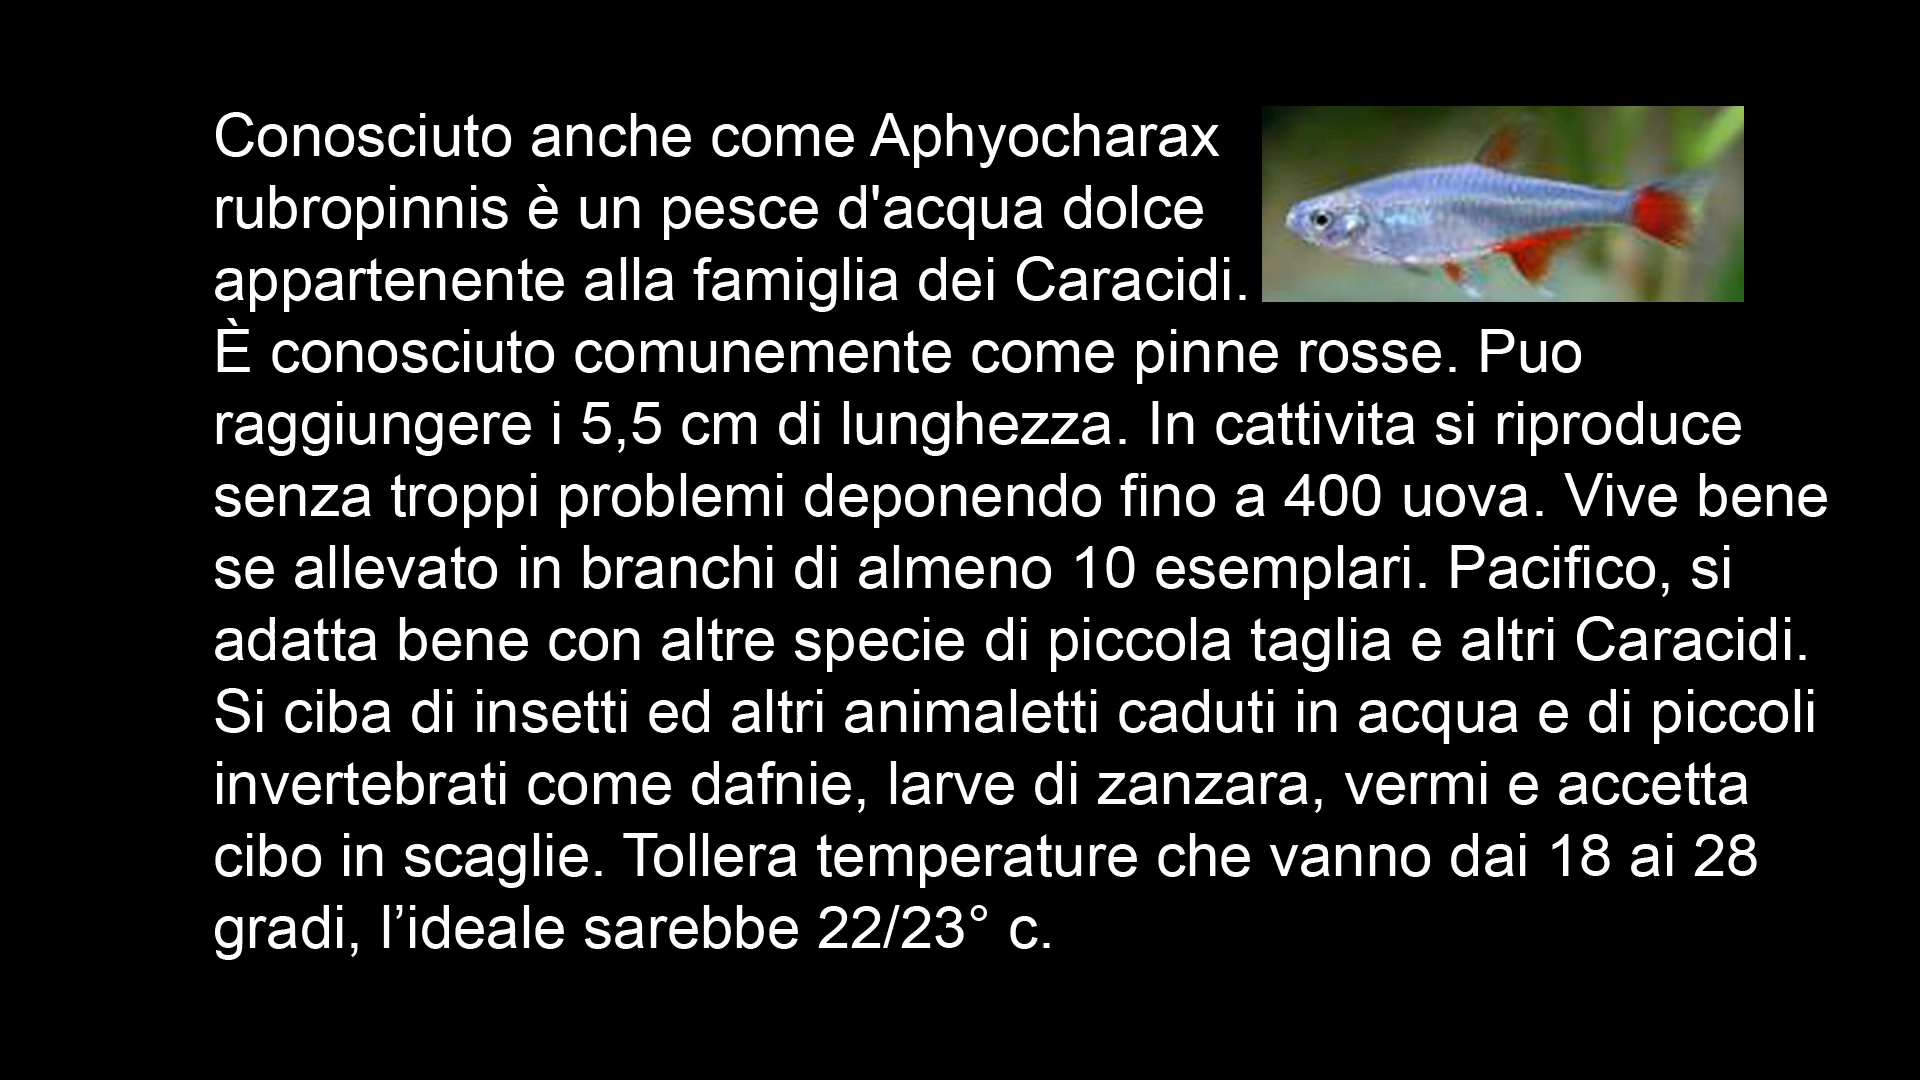 Conosciuto anche come Aphyocharax
rubropinnis è un pesce d'acqua dolce
appartenente alla famiglia dei Caracidi.
È conosciuto comunemente come pinne rosse. Puo
raggiungere i 5,5 cm di lunghezza. In cattivita si riproduce
senza troppi problemi deponendo fino a 400 uova. Vive bene
se allevato in branchi di almeno 10 esemplari. Pacifico, si
adatta bene con altre specie di piccola taglia e altri Caracidi.
Si ciba di insetti ed altri animaletti caduti in acqua e di piccoli
invertebrati come dafnie, larve di zanzara, vermi e accetta
cibo in scaglie. Tollera temperature che vanno dai 18 ai 28
gradi, l’ideale sarebbe 22/23° c.